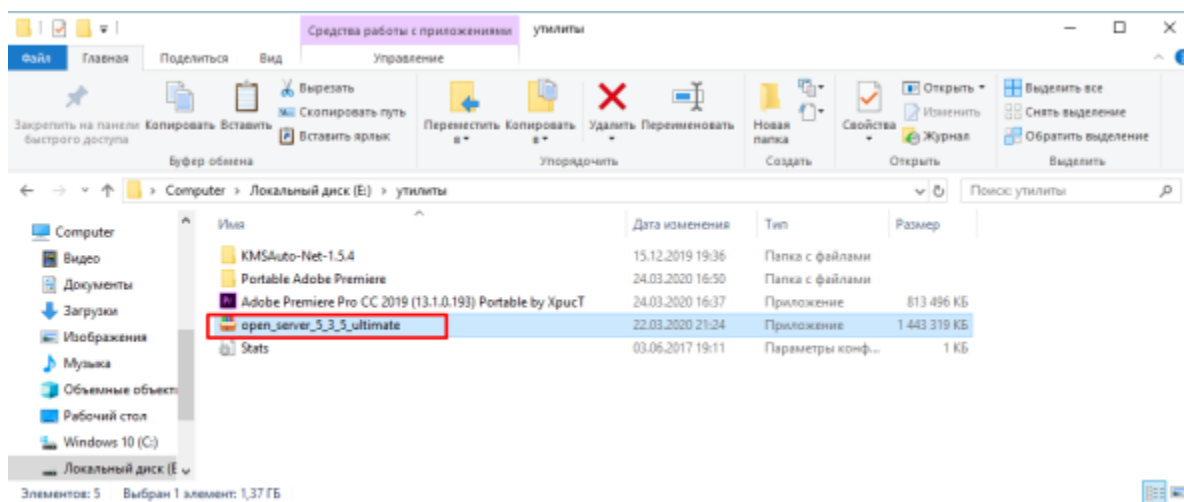 Средства работы с приложениями утилиты
Файл Главная Поделиться Вид Управление
Закрепить на панели быстрого доступа
Копировать Вставить
Вырезать
Скопировать путь
Вставить ярлык
Буфер обмена
Переместить в Копировать в Удалить Переименовать
Упорядочить
Новая папка
Создать
Свойства
Открыть
Изменить
Журнал
Открыть
Выделить все
Снять выделение
Обратить выделение
Выделить
Computer › Локальный диск (E:) › утилиты
Поиск: утилиты
Имя Дата изменения Тип Размер
KMSAuto-Net-1.5.4 15.12.2019 19:36 Папка с файлами
Portable Adobe Premiere 24.03.2020 16:50 Папка с файлами
Adobe Premiere Pro CC 2019 (13.1.0.193) Portable by XpucT 24.03.2020 16:37 Приложение 813 496 КБ
open_server_5_3_5_ultimate 22.03.2020 21:24 Приложение 1 443 319 КБ
Stats 03.06.2017 19:11 Параметры конф... 1 КБ
Computer
Видео
Документы
Загрузки
Изображения
Музыка
Объемные объекты
Рабочий стол
Windows 10 (C:)
Локальный диск (E
Элементов: 5 Выбран 1 элемент: 1,37 ГБ